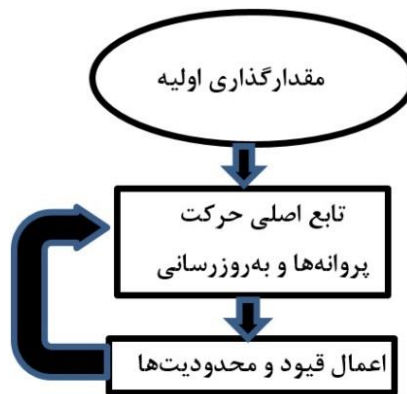 مقدارگذاری اولیه
تابع اصلی حرکت
پروانه‌ها و به‌روزرسانی
اعمال قیود و محدودیت‌ها